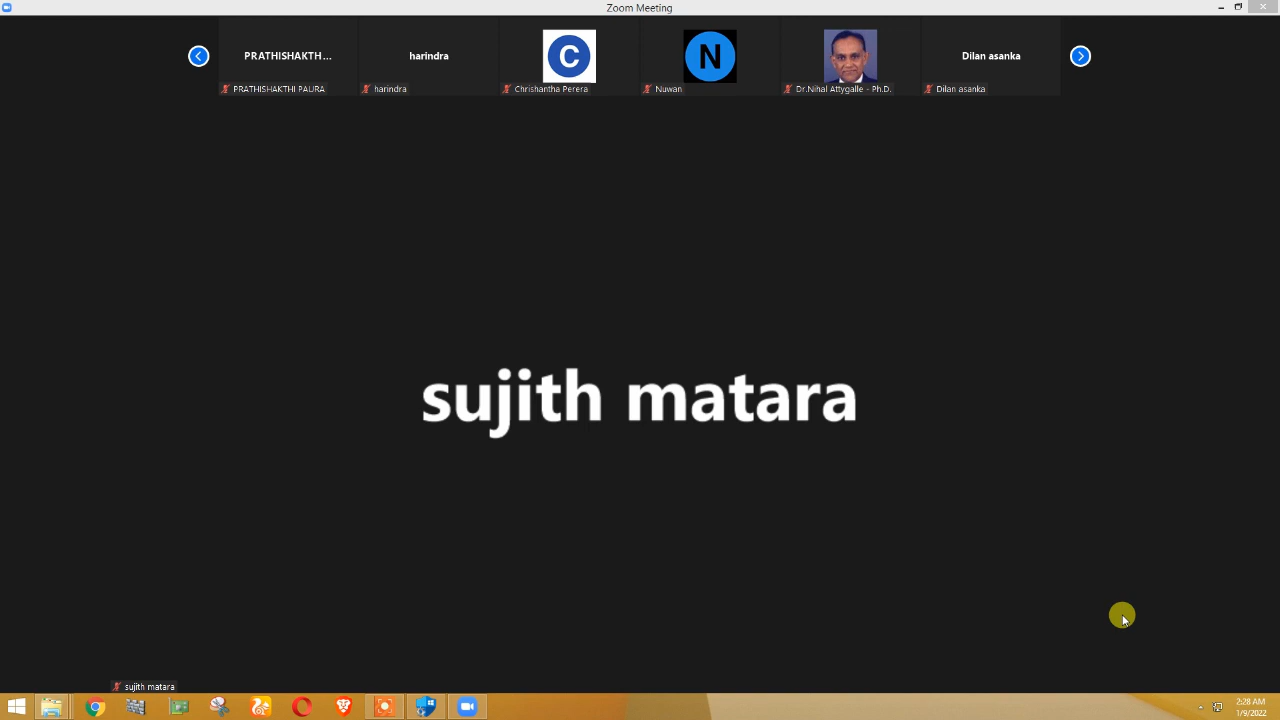 Zoom Meeting
PRATHISHAKTH ...
harindra
C
N
Dilan asanka
PRATHISHAKTHI PAURA
harindra
Chrishantha Perera
Nuwan
Dr.Nihal Attygalle - Ph.D.
Dilan asanka
sujith matara
sujith matara
2:28 AM
1/9/2022